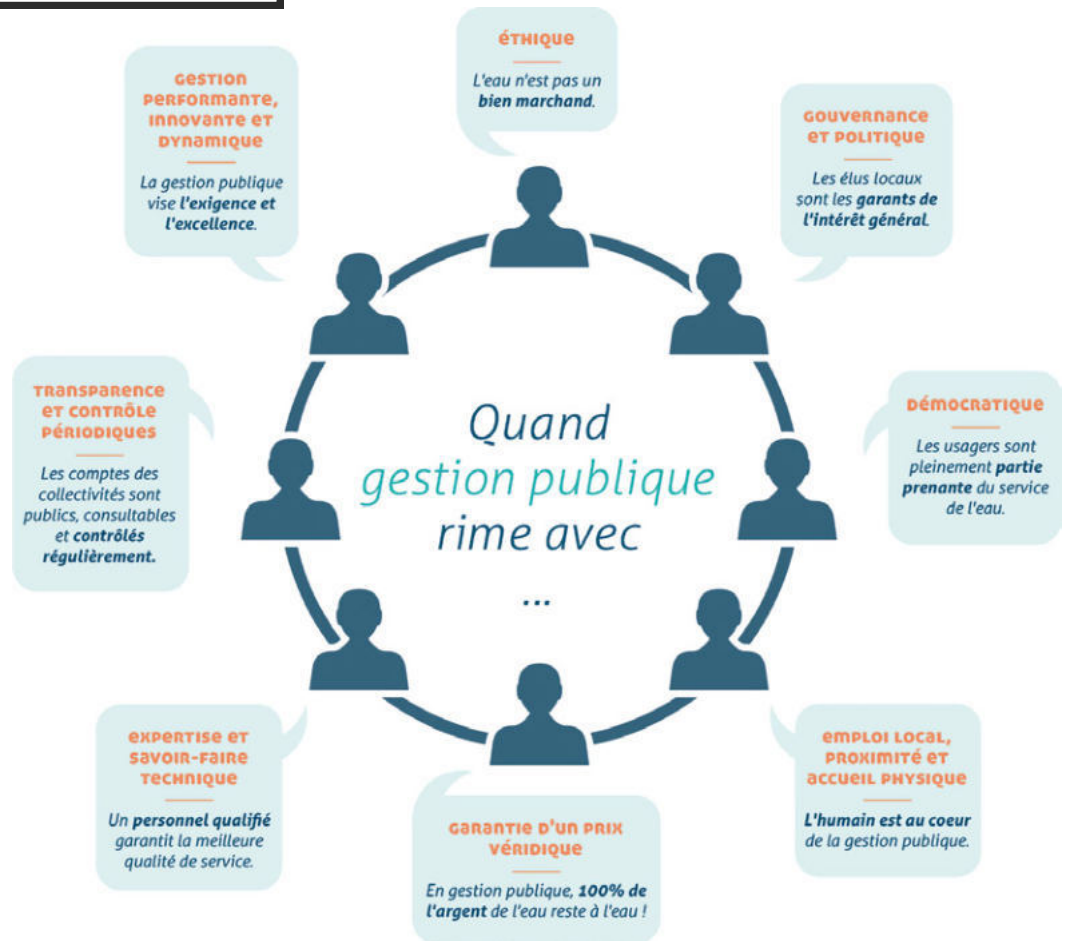 éthique
L'eau n'est pas un
bien marchand.
gouvernance
et politique
Les élus locaux
sont les garants de
l'intérêt général.
démocratique
Les usagers sont
pleinement partie
prenante du service
de l'eau.
emploi local,
proximité et
accueil physique
L'humain est au coeur
de la gestion publique.
garantie d'un prix
véridique
En gestion publique, 100% de
l'argent de l'eau reste à l'eau !
expertise et
savoir-faire
technique
Un personnel qualifié
garantit la meilleure
qualité de service.
transparence
et contrôle
périodiques
Les comptes des
collectivités sont
publics, consultables
et contrôlés
régulièrement.
gestion
performante,
innovante et
dynamique
La gestion publique
vise l'exigence et
l'excellence.
Quand
gestion publique
rime avec
...